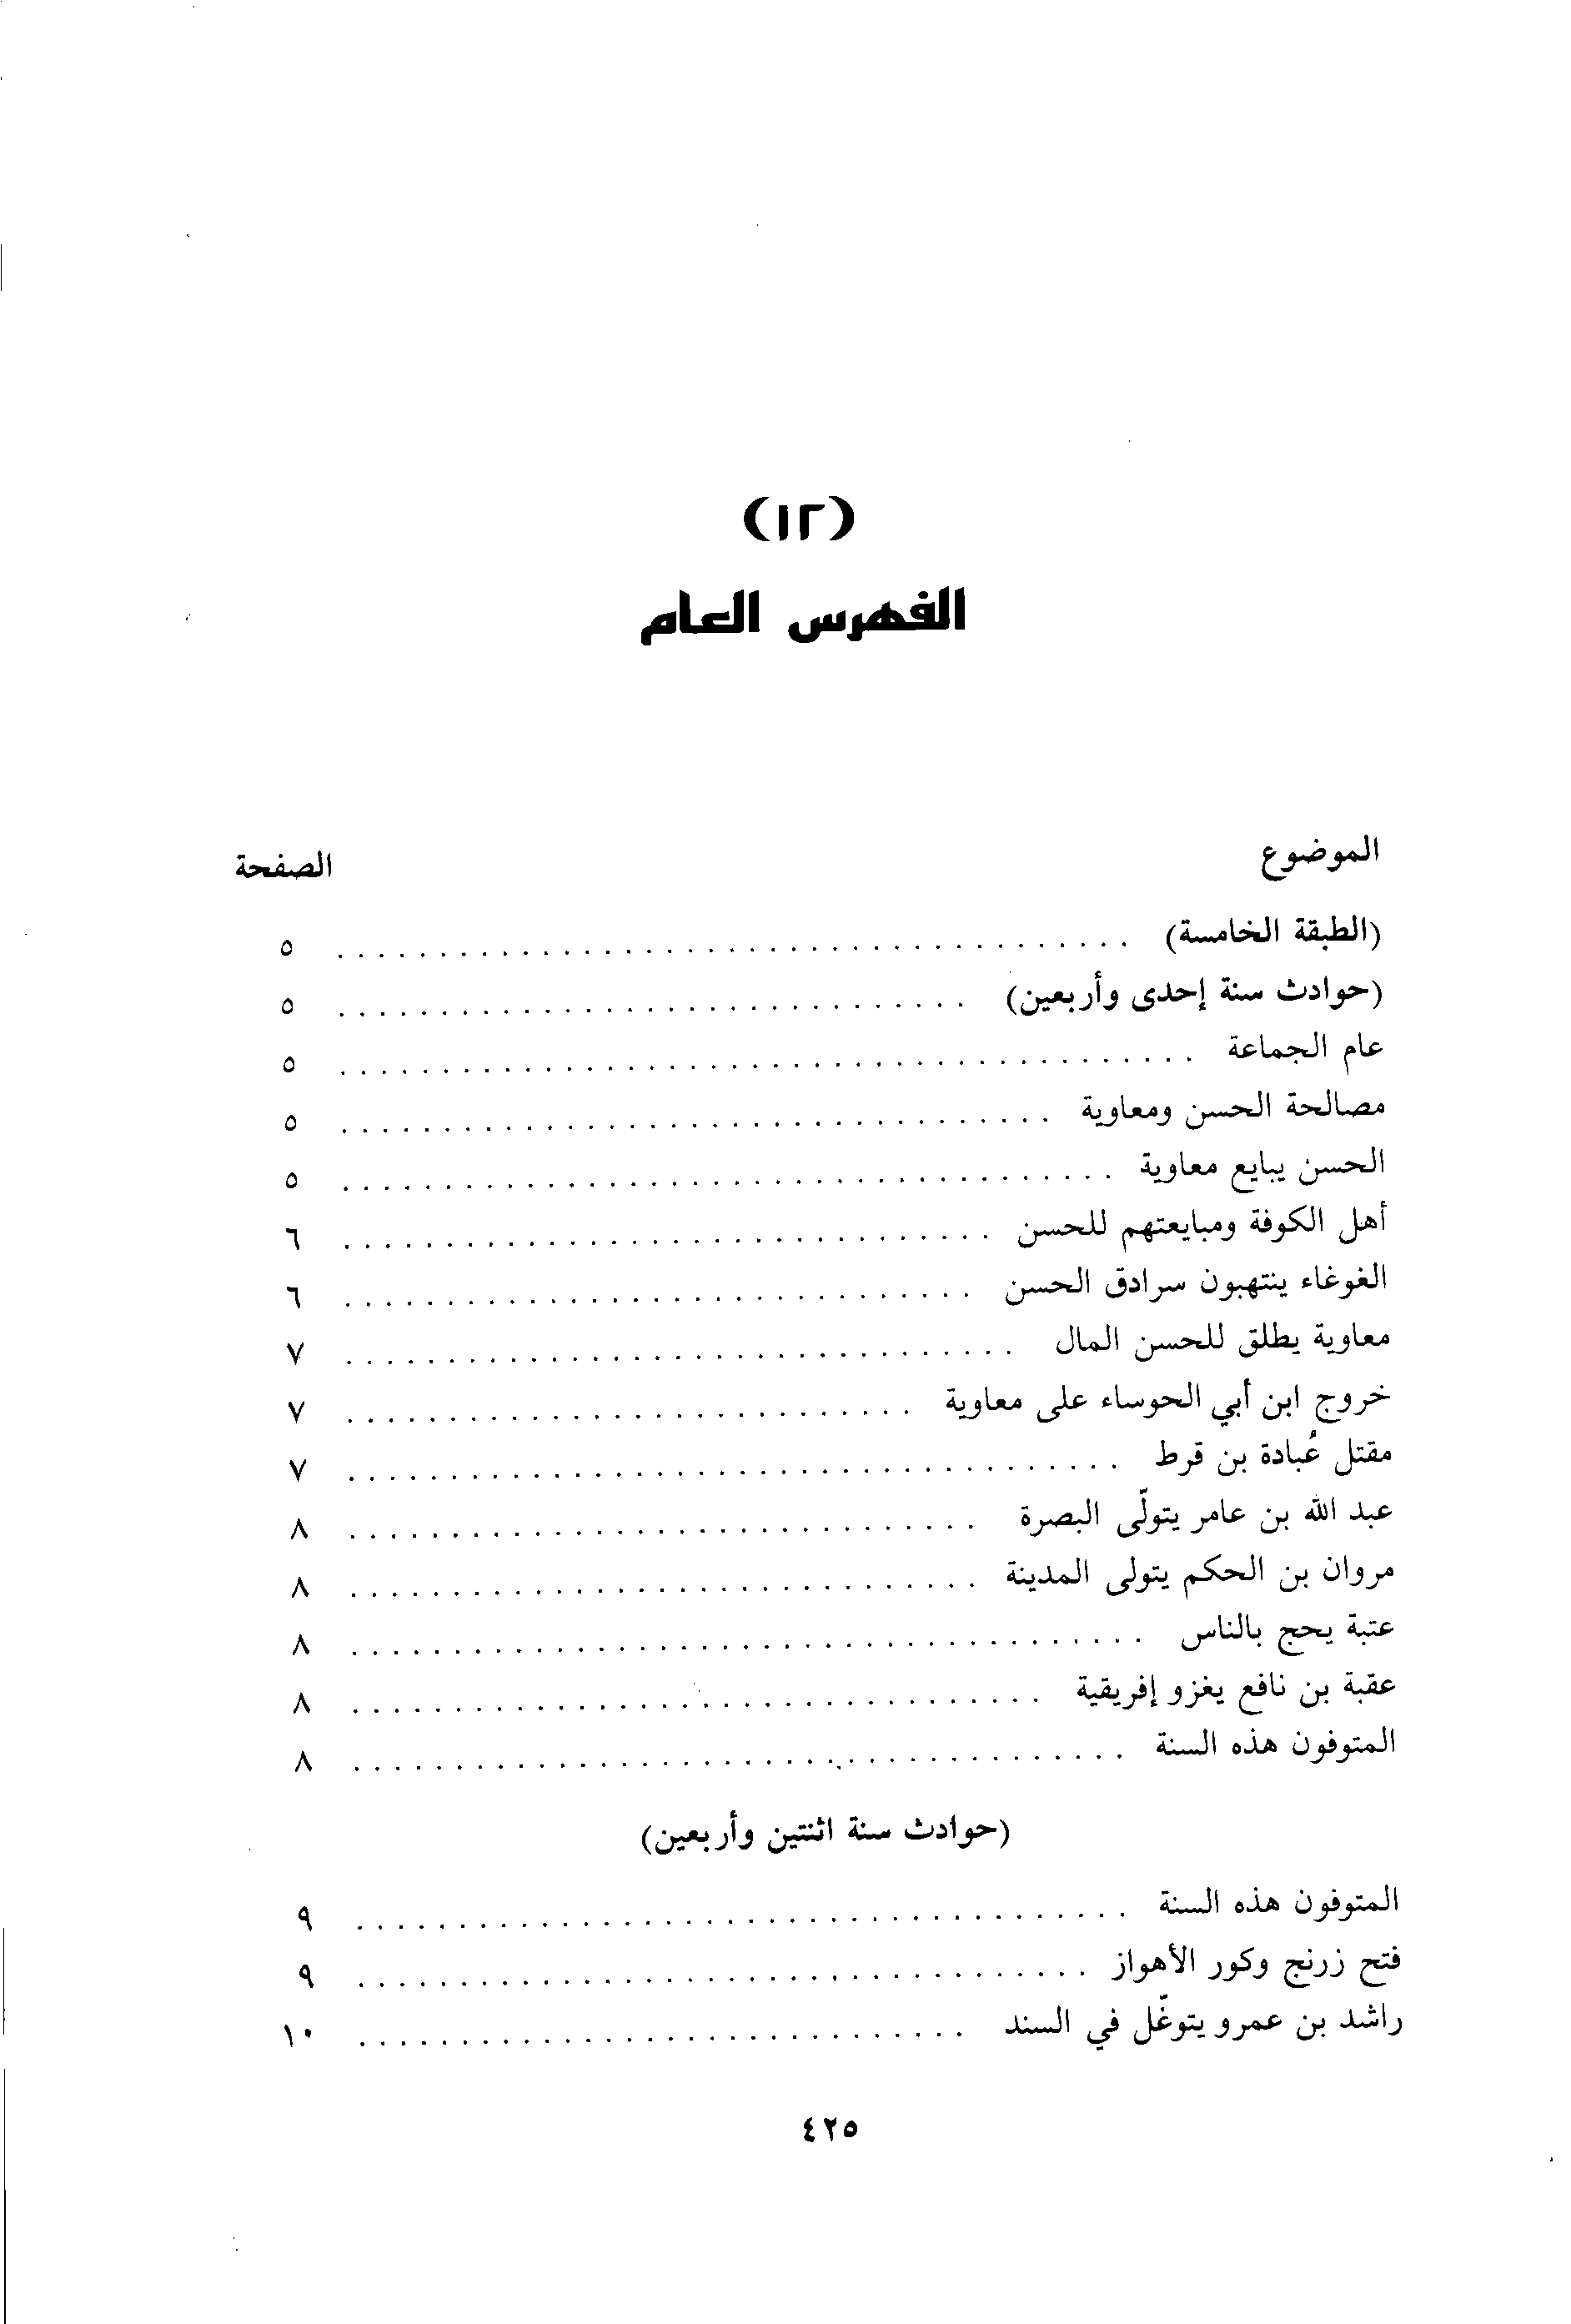 (١٢)
الفهرس العام
الموضوع الصفحة
(الطبقة الخامسة) . . . . . . . . . . . . . . . . . . . . ٥
(حوادث سنة إحدى وأربعين) . . . . . . . . . . . . . . . . . . . . ٥
عام الجماعة . . . . . . . . . . . . . . . . . . . . ٥
مصالحة الحسن ومعاوية . . . . . . . . . . . . . . . . . . . . ٥
الحسن يبايع معاوية . . . . . . . . . . . . . . . . . . . . ٥
أهل الكوفة ومبايعتهم للحسن . . . . . . . . . . . . . . . . . . . . ٦
الغوغاء ينتهبون سرادق الحسن . . . . . . . . . . . . . . . . . . . . ٦
معاوية يطلق للحسن المال . . . . . . . . . . . . . . . . . . . . ٧
خروج ابن أبي الحوساء على معاوية . . . . . . . . . . . . . . . . . . . . ٧
مقتل عُبادة بن قرط . . . . . . . . . . . . . . . . . . . . ٧
عبد الله بن عامر يتولّى البصرة . . . . . . . . . . . . . . . . . . . . ٨
مروان بن الحكم يتولى المدينة . . . . . . . . . . . . . . . . . . . . ٨
عتبة يحج بالناس . . . . . . . . . . . . . . . . . . . . ٨
عقبة بن نافع يغزو إفريقية . . . . . . . . . . . . . . . . . . . . ٨
المتوفون هذه السنة . . . . . . . . . . . . . . . . . . . . ٨
(حوادث سنة اثنتين وأربعين)
المتوفون هذه السنة . . . . . . . . . . . . . . . . . . . . ٩
فتح زرنج وكور الأهواز . . . . . . . . . . . . . . . . . . . . ٩
راشد بن عمرو يتوغّل في السند . . . . . . . . . . . . . . . . . . . . ١٠
٤٢٥